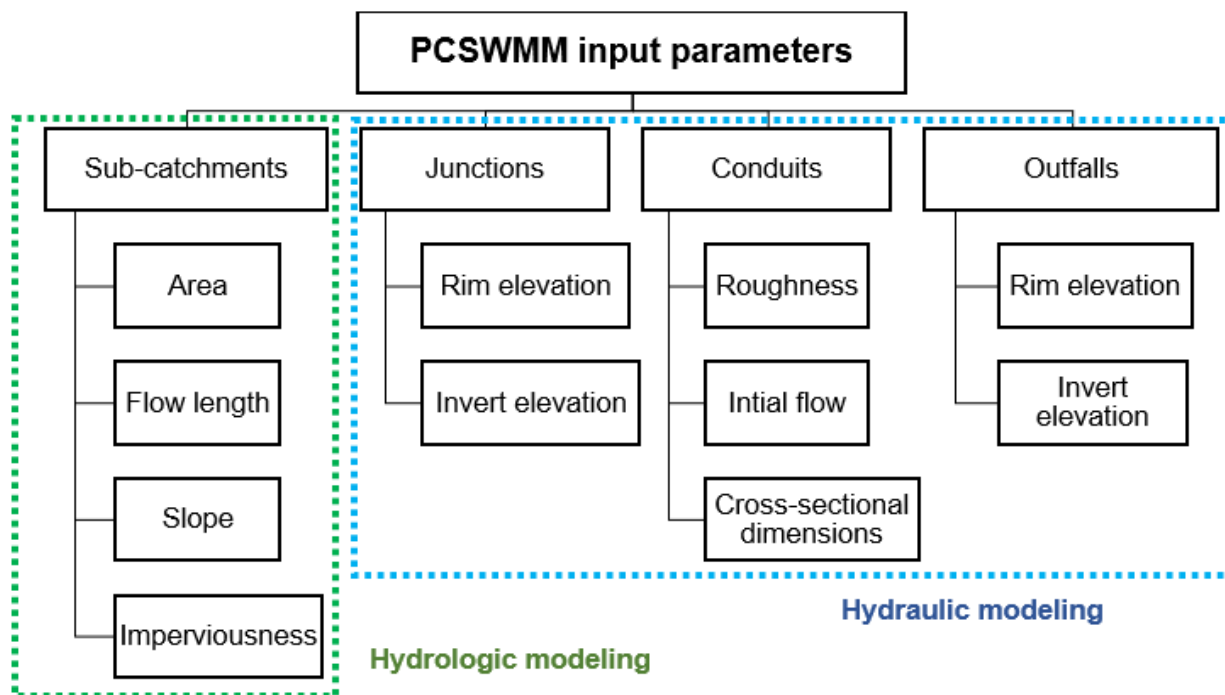 PCSWMM input parameters
Sub-catchments
Junctions
Conduits
Outfalls
Area
Rim elevation
Roughness
Rim elevation
Flow length
Invert elevation
Intial flow
Invert
elevation
Slope
Cross-sectional
dimensions
Imperviousness
Hydraulic modeling
Hydrologic modeling